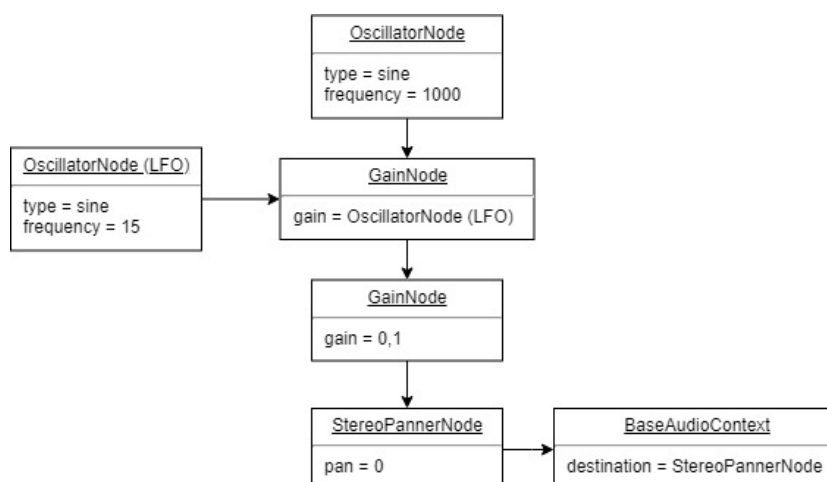 OscillatorNode
type = sine
frequency = 1000
OscillatorNode (LFO)
type = sine
frequency = 15
GainNode
gain = OscillatorNode (LFO)
GainNode
gain = 0,1
StereoPannerNode
pan = 0
BaseAudioContext
destination = StereoPannerNode